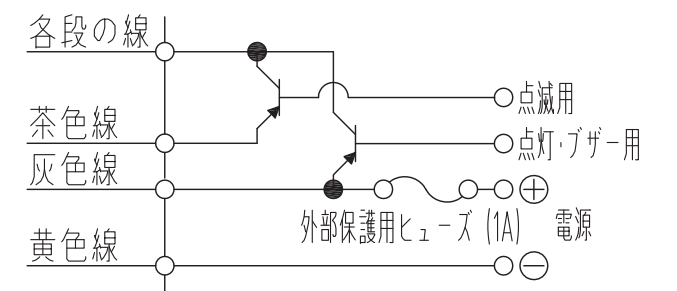 各段の線
点滅用
茶色線
点灯・ブザー用
灰色線
⊕
外部保護用ヒューズ (1A)
電源
黄色線
⊖